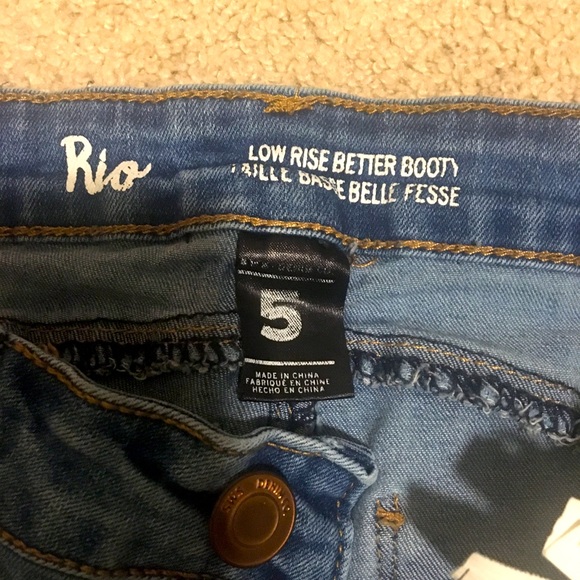 Rio
LOW RISE BETTER BOOTY
TAILLE BASSE BELLE FESSE
5
MADE IN CHINA
FABRIQUÉ EN CHINE
HECHO EN CHINA